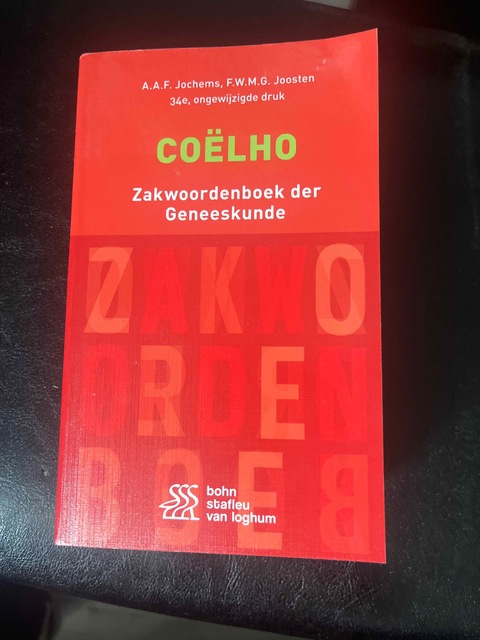 A.A.F. Jochems, F.W.M.G. Joosten
34e, ongewijzigde druk
COËLHO
Zakwoordenboek der
Geneeskunde
ZAKWO
ORDEN
BOEB
bohn
stafleu
van loghum